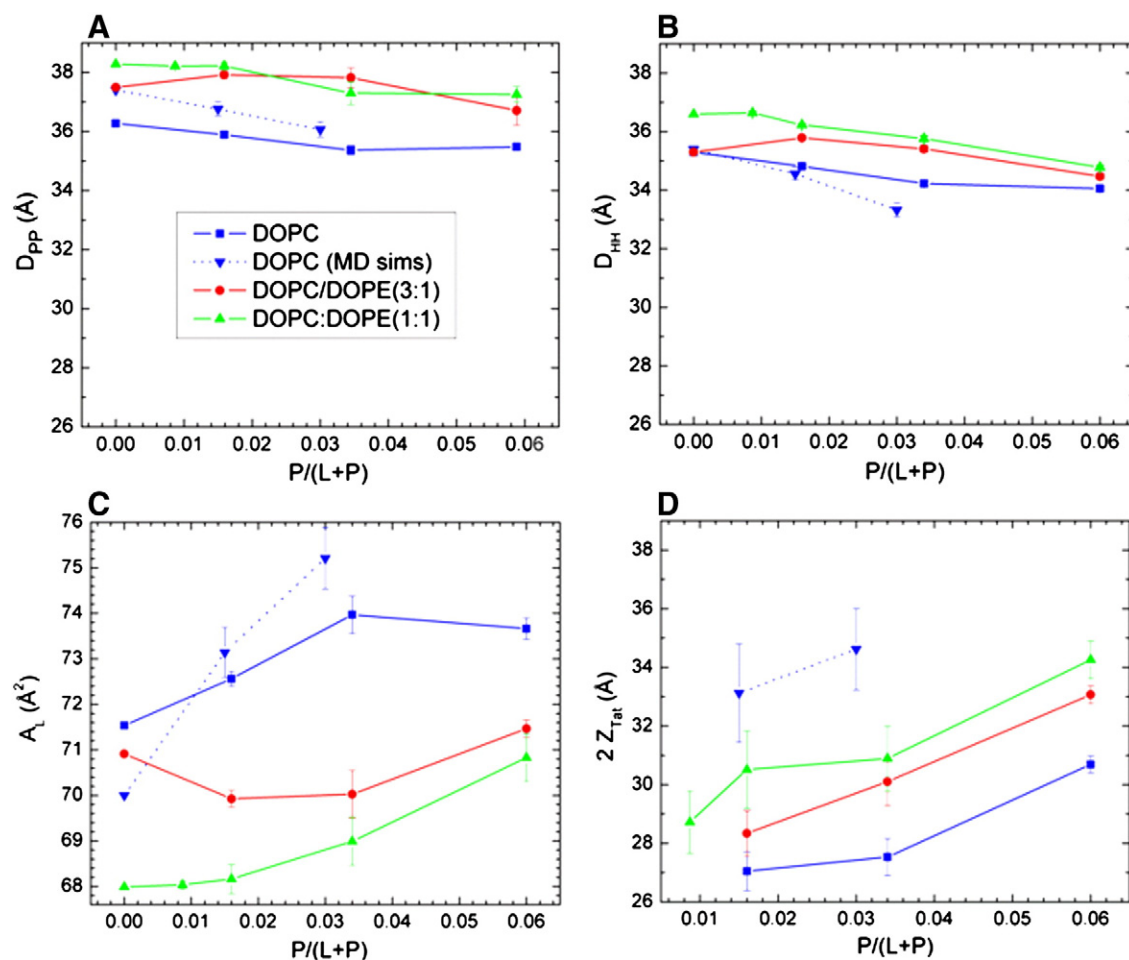 A
38
36
34
32
30
28
26
D_PP (Å)
DOPC
DOPC (MD sims)
DOPC/DOPE(3:1)
DOPC:DOPE(1:1)
0.00 0.01 0.02 0.03 0.04 0.05 0.06
P/(L+P)
B
38
36
34
32
30
28
26
D_HH (Å)
0.00 0.01 0.02 0.03 0.04 0.05 0.06
P/(L+P)
C
76
75
74
73
72
71
70
69
68
A_L (Å²)
0.00 0.01 0.02 0.03 0.04 0.05 0.06
P/(L+P)
D
38
36
34
32
30
28
26
2 Z_Tat (Å)
0.01 0.02 0.03 0.04 0.05 0.06
P/(L+P)